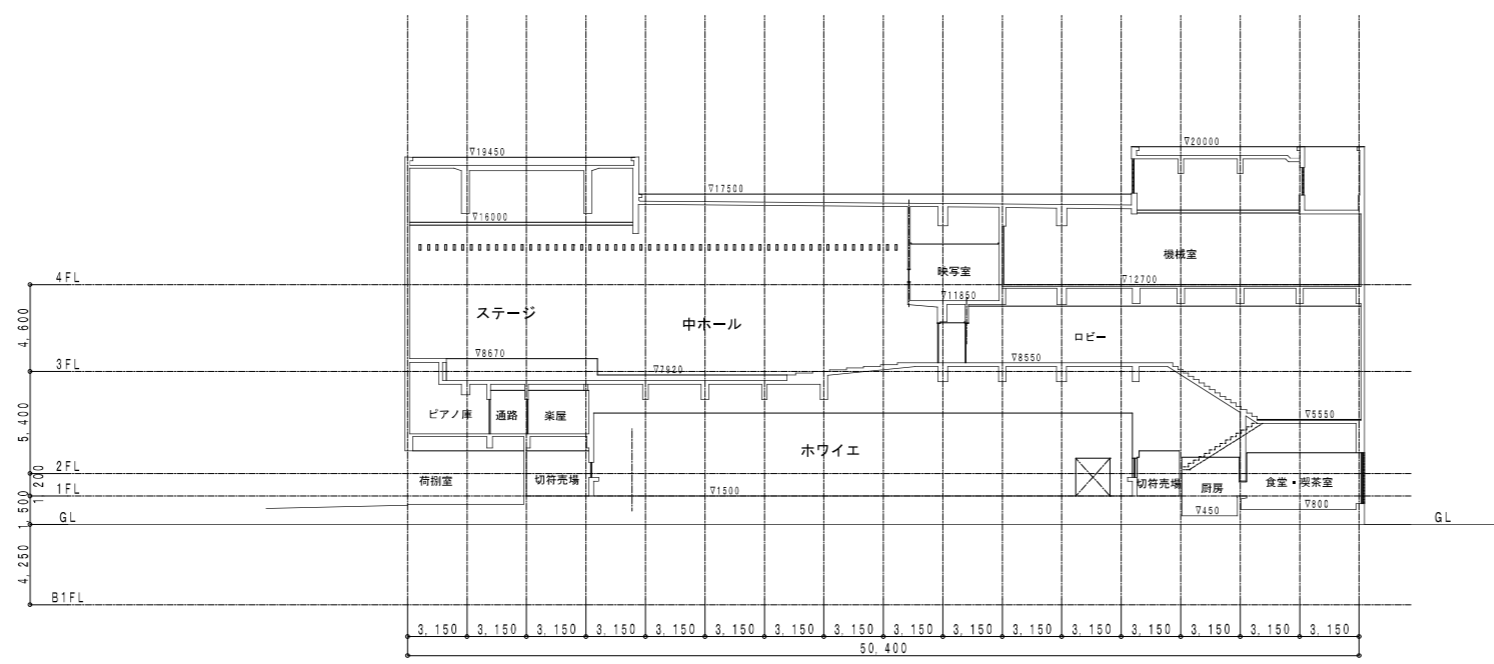 ▽20000
▽19450
▽17500
▽16000
機械室
映写室
4FL
▽12700
▽11850
ステージ
中ホール
ロビー
4,600
▽8670
▽8550
3FL
▽7920
ピアノ庫
通路
楽屋
▽5550
5,400
ホワイエ
2FL
荷捌室
切符売場
切符売場
厨房
食堂・喫茶室
1,200
1FL
▽1500
▽450
▽800
1,500
GL
GL
4,250
B1FL
3,150 3,150 3,150 3,150 3,150 3,150 3,150 3,150 3,150 3,150 3,150 3,150 3,150 3,150 3,150 3,150
50,400